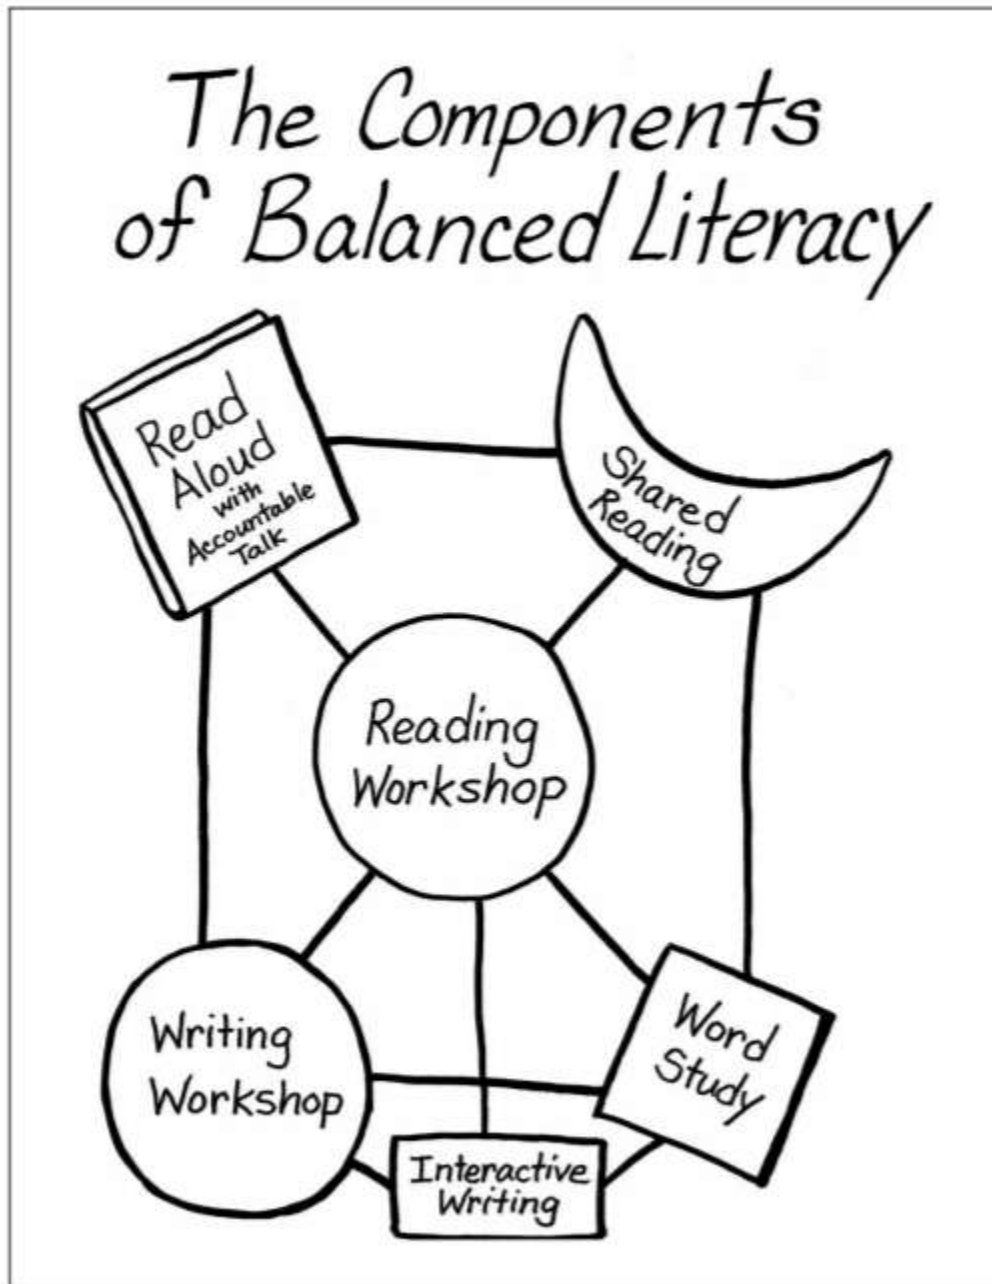 The Components
of Balanced Literacy
Read
Aloud
with
Accountable
Talk
Shared
Reading
Reading
Workshop
Writing
Workshop
Word
Study
Interactive
Writing